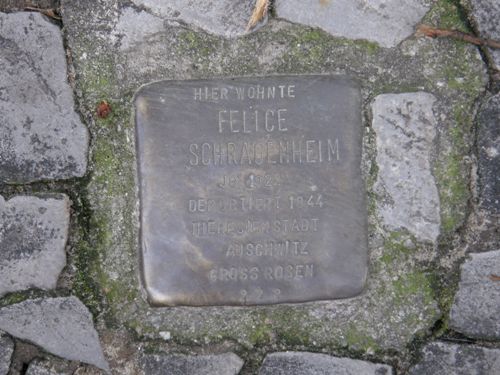 HIER WOHNTE
FELICE
SCHRAGENHEIM
JG. 1922
DEPORTIERT 1944
THERESIENSTADT
AUSCHWITZ
GROSS ROSEN
? ? ?